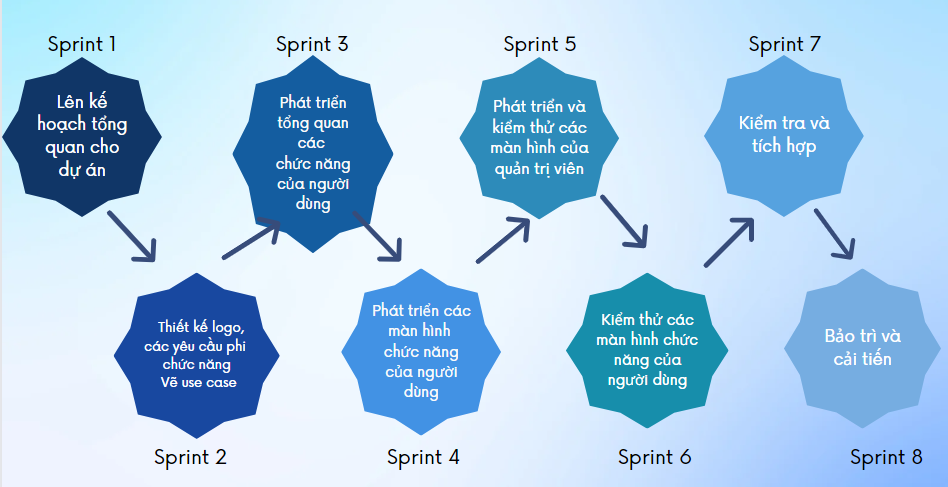 Sprint 1
Lên kế
hoạch tổng
quan cho
dự án
Thiết kế logo,
các yêu cầu phi
chức năng
Vẽ use case
Sprint 2
Sprint 3
Phát triển
tổng quan
các
chức năng
của người
dùng
Phát triển các
màn hình
chức năng
của người
dùng
Sprint 4
Sprint 5
Phát triển và
kiểm thử các
màn hình của
quản trị viên
Kiểm thử các
màn hình chức
năng của
người dùng
Sprint 6
Sprint 7
Kiểm tra và
tích hợp
Bảo trì và
cải tiến
Sprint 8